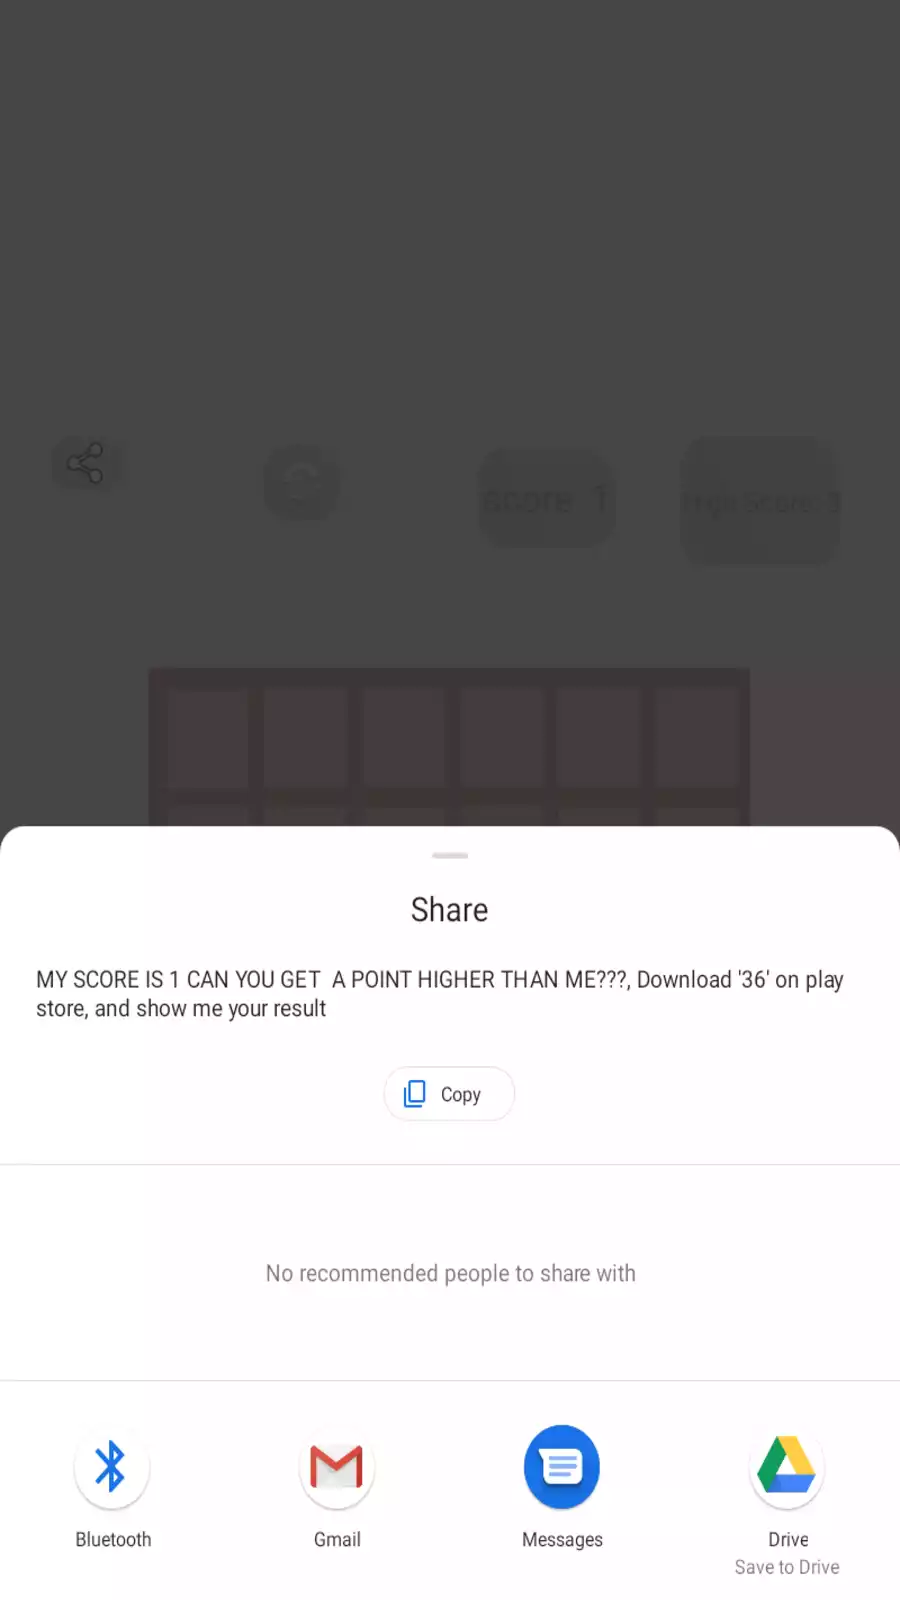 score 1
High Score: 3
Share
MY SCORE IS 1 CAN YOU GET  A POINT HIGHER THAN ME???, Download '36' on play
store, and show me your result
Copy
No recommended people to share with
Bluetooth
Gmail
Messages
Drive
Save to Drive